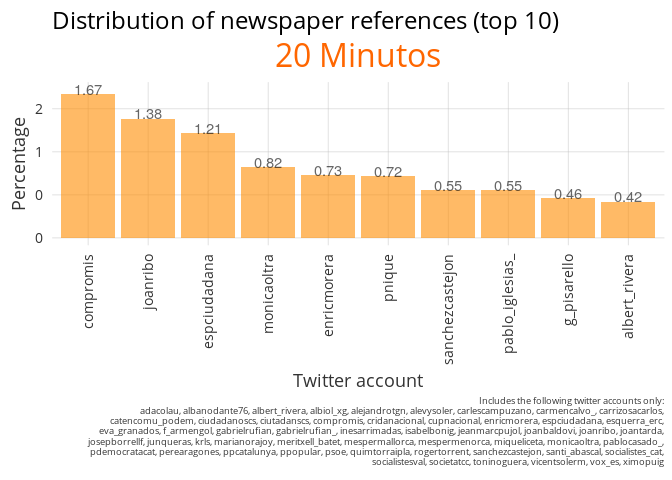 Distribution of newspaper references (top 10)
20 Minutos
Percentage
2
1
0
0
1.67
1.38
1.21
0.82
0.73
0.72
0.55
0.55
0.46
0.42
compromis
joanribo
espciudadana
monicaoltra
enricmorera
pnique
sanchezcastejon
pablo_iglesias_
g_pisarello
albert_rivera
Twitter account
Includes the following twitter accounts only:
adacolau, albanodante76, albert_rivera, albiol_xg, alejandrotgn, alevysoler, carlescampuzano, carmencalvo_, carrizosacarlos,
catencomu_podem, ciudadanoscs, ciutadanscs, compromis, cridanacional, cupnacional, enricmorera, espciudadana, esquerra_erc,
eva_granados, f_armengol, gabrielrufian, gabrielrufian_, inesarrimadas, isabelbonig, jeanmarcpujol, joanbaldovi, joanribo, joantarda,
josepborrellf, junqueras, krls, marianorajoy, meritxell_batet, mespermallorca, mespermenorca, miqueliceta, monicaoltra, pablocasado_,
pdemocratacat, perearagones, ppcatalunya, ppopular, psoe, quimtorraipla, rogertorrent, sanchezcastejon, santi_abascal, socialistes_cat,
socialistesval, societatcc, toninoguera, vicentsolerm, vox_es, ximopuig